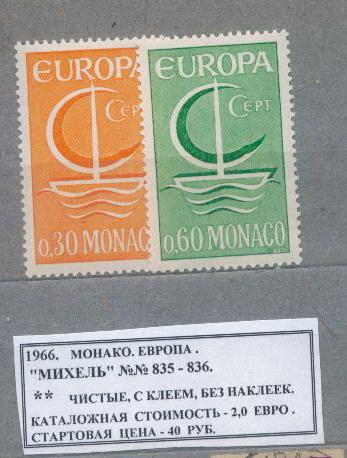 EUROPA
CEPT
0,30 MONACO
EUROPA
CEPT
0,60 MONACO
1966. МОНАКО. ЕВРОПА .
"МИХЕЛЬ" №№ 835 - 836.
** ЧИСТЫЕ, С КЛЕЕМ, БЕЗ НАКЛЕЕК.
КАТАЛОЖНАЯ СТОИМОСТЬ - 2,0 ЕВРО .
СТАРТОВАЯ ЦЕНА - 40 РУБ.